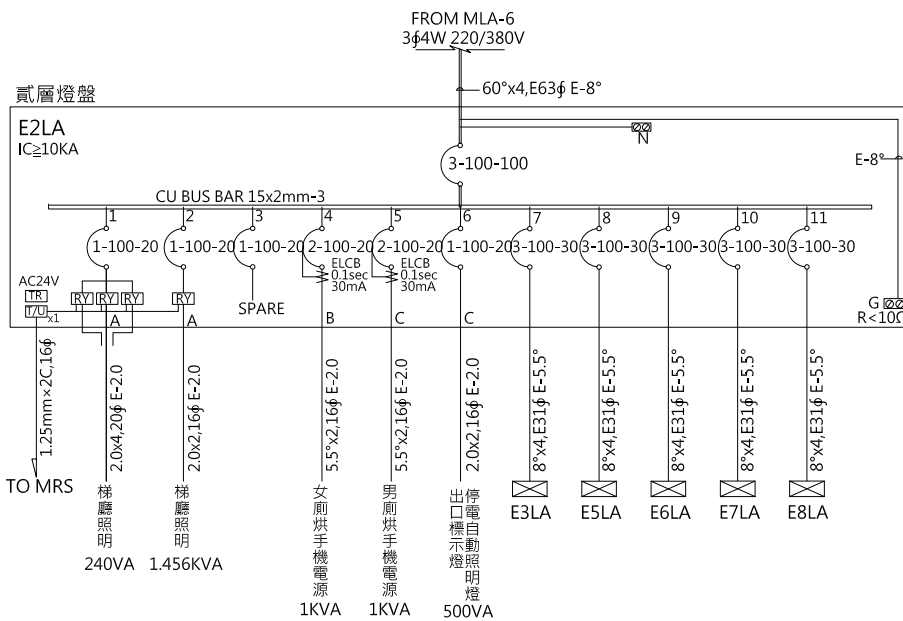 FROM MLA-6
3ϕ4W 220/380V
60°x4,E63ϕ E-8°
貳層燈盤
E2LA
IC≧10KA
N
3-100-100
E-8°
CU BUS BAR 15x2mm-3
1 2 3 4 5 6 7 8 9 10 11
1-100-20 1-100-20 1-100-20 2-100-20 2-100-20 1-100-20 3-100-30 3-100-30 3-100-30 3-100-30 3-100-30
ELCB
0.1sec
30mA
ELCB
0.1sec
30mA
AC24V
TR
T/U x1
RY RY RY RY
SPARE
G
R<10Ω
A A B C C
1.25mm×2C,16ϕ
2.0x4,20ϕ E-2.0
2.0x2,16ϕ E-2.0
5.5°x2,16ϕ E-2.0
5.5°x2,16ϕ E-2.0
2.0x2,16ϕ E-2.0
8°x4,E31ϕ E-5.5°
8°x4,E31ϕ E-5.5°
8°x4,E31ϕ E-5.5°
8°x4,E31ϕ E-5.5°
8°x4,E31ϕ E-5.5°
TO MRS
梯廳照明
240VA
梯廳照明
1.456KVA
女廁烘手機電源
1KVA
男廁烘手機電源
1KVA
停電自動照明燈
出口標示燈
500VA
E3LA E5LA E6LA E7LA E8LA